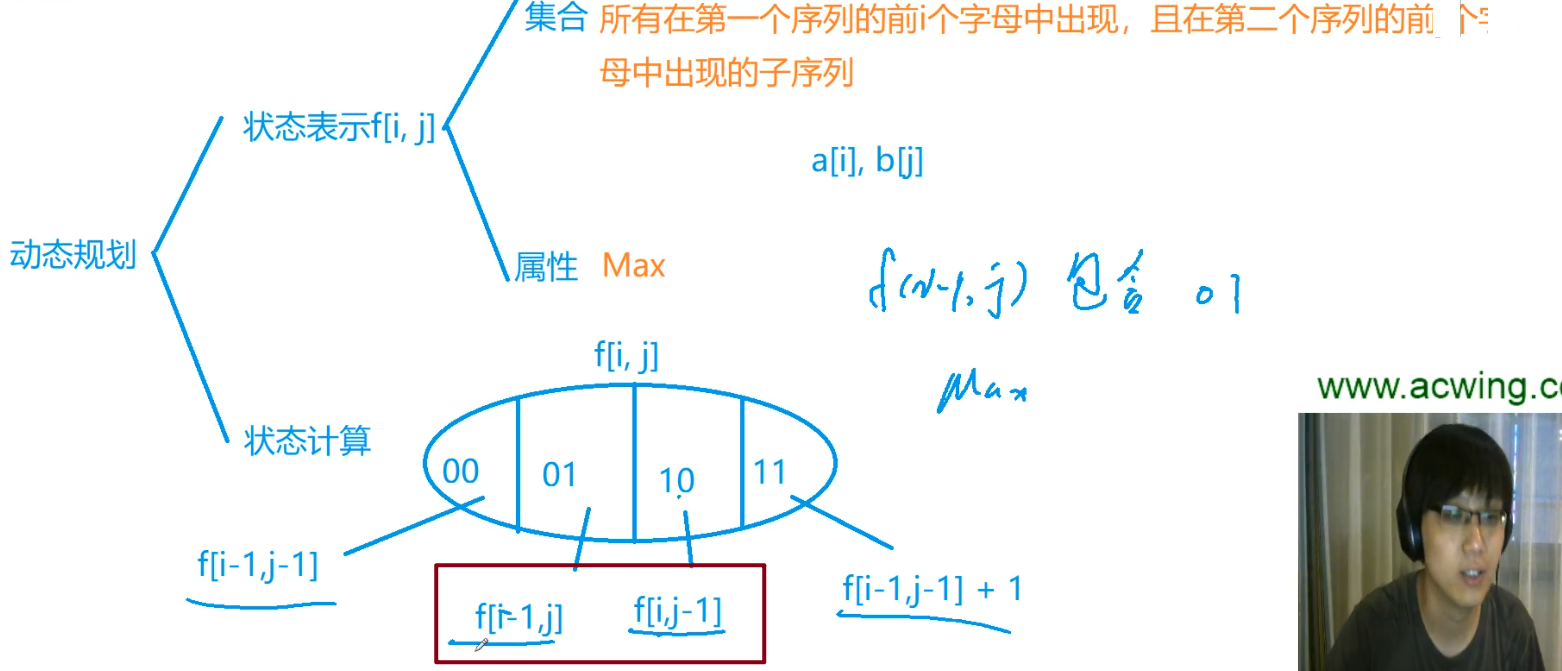 集合 所有在第一个序列的前i个字母中出现，且在第二个序列的前 个字
母中出现的子序列
状态表示f[i, j]
a[i], b[j]
动态规划
属性 Max
f(i-1, j) 包含 01
f[i, j]
Max
www.acwing.co
状态计算
00 01 10 11
f[i-1,j-1]
f[i-1,j] f[i,j-1]
f[i-1,j-1] + 1